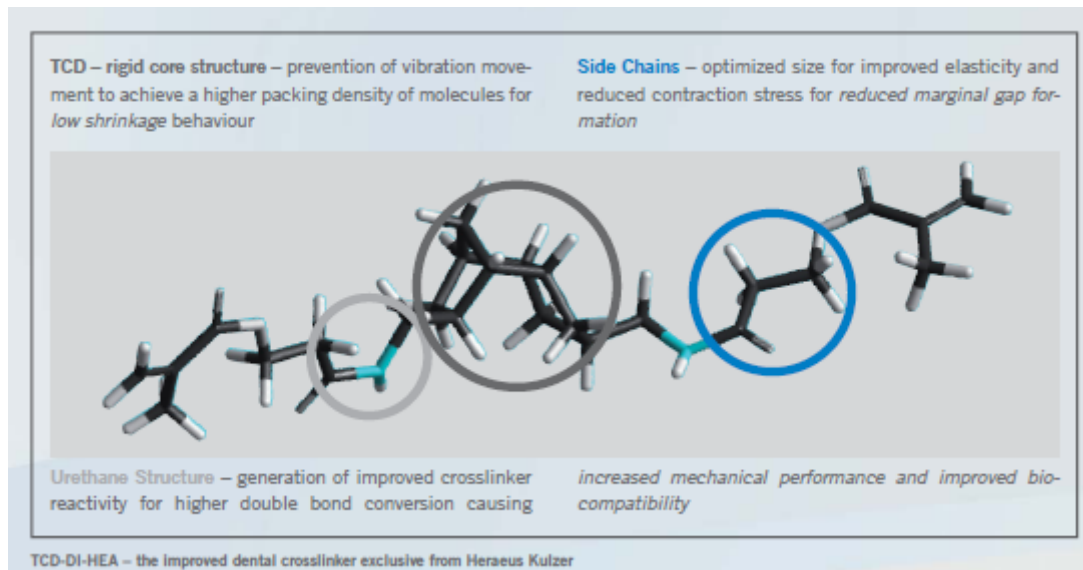 TCD – rigid core structure – prevention of vibration move-
ment to achieve a higher packing density of molecules for
low shrinkage behaviour
Side Chains – optimized size for improved elasticity and
reduced contraction stress for reduced marginal gap for-
mation
Urethane Structure – generation of improved crosslinker
reactivity for higher double bond conversion causing
increased mechanical performance and improved bio-
compatibility
TCD-DI-HEA – the improved dental crosslinker exclusive from Heraeus Kulzer